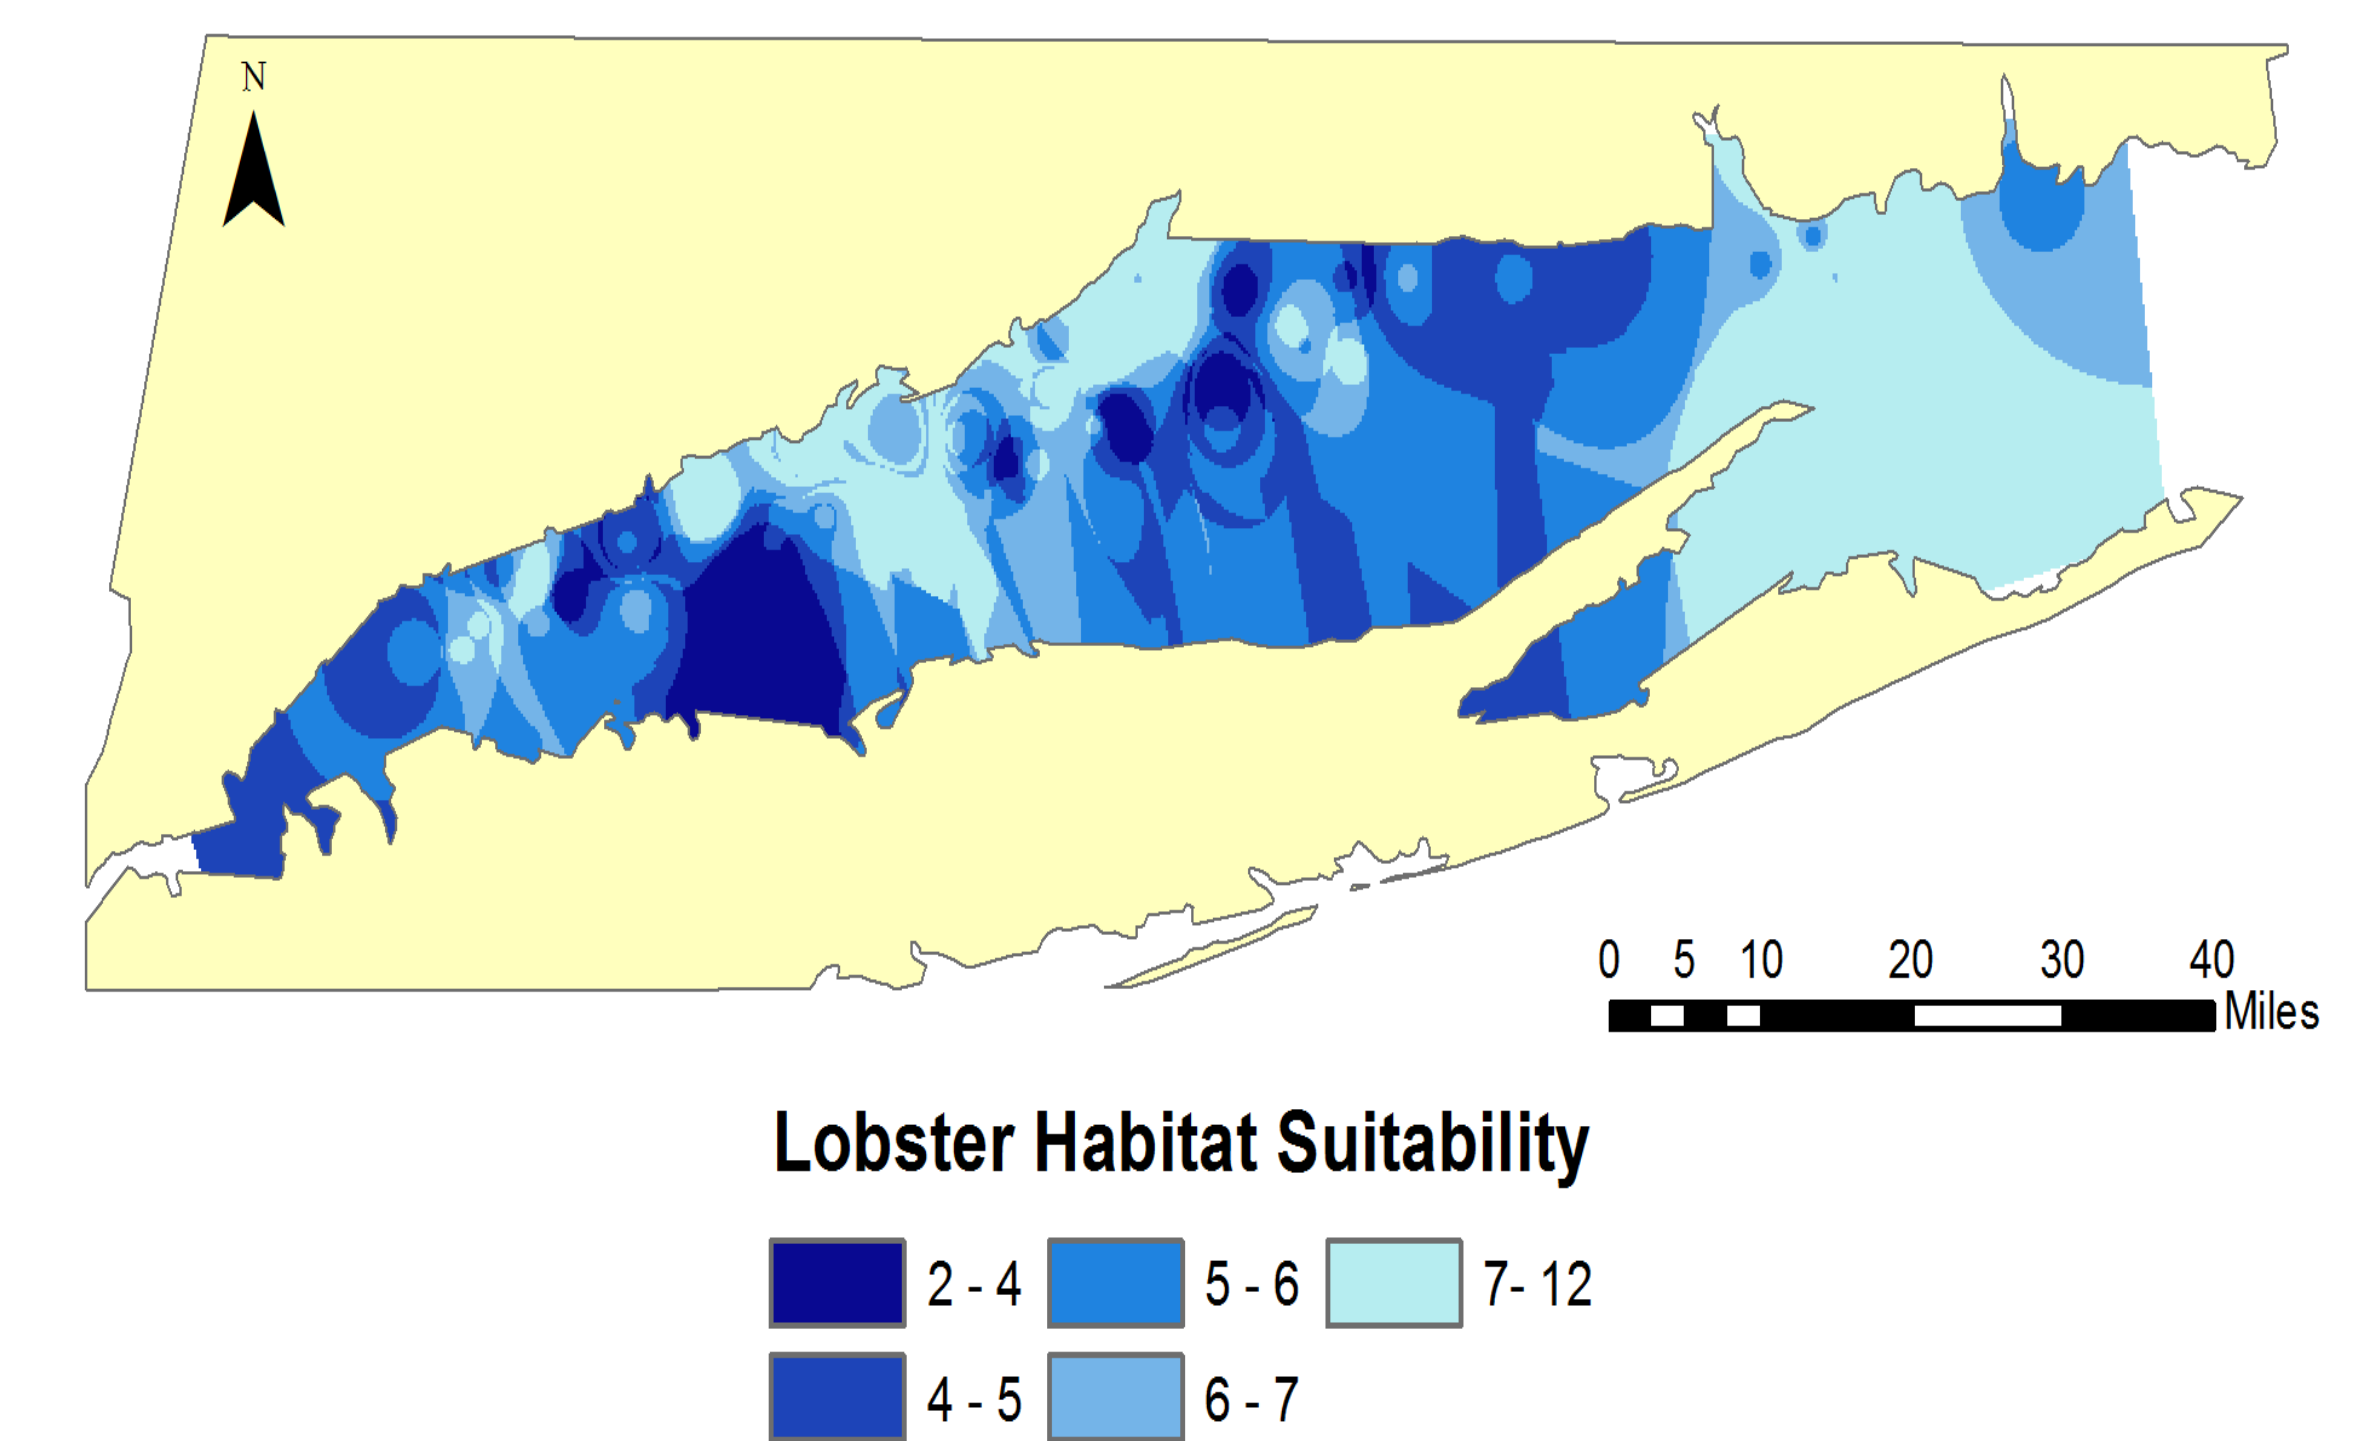 N
0 5 10 20 30 40
Miles
Lobster Habitat Suitability
2 - 4 5 - 6 7- 12
4 - 5 6 - 7